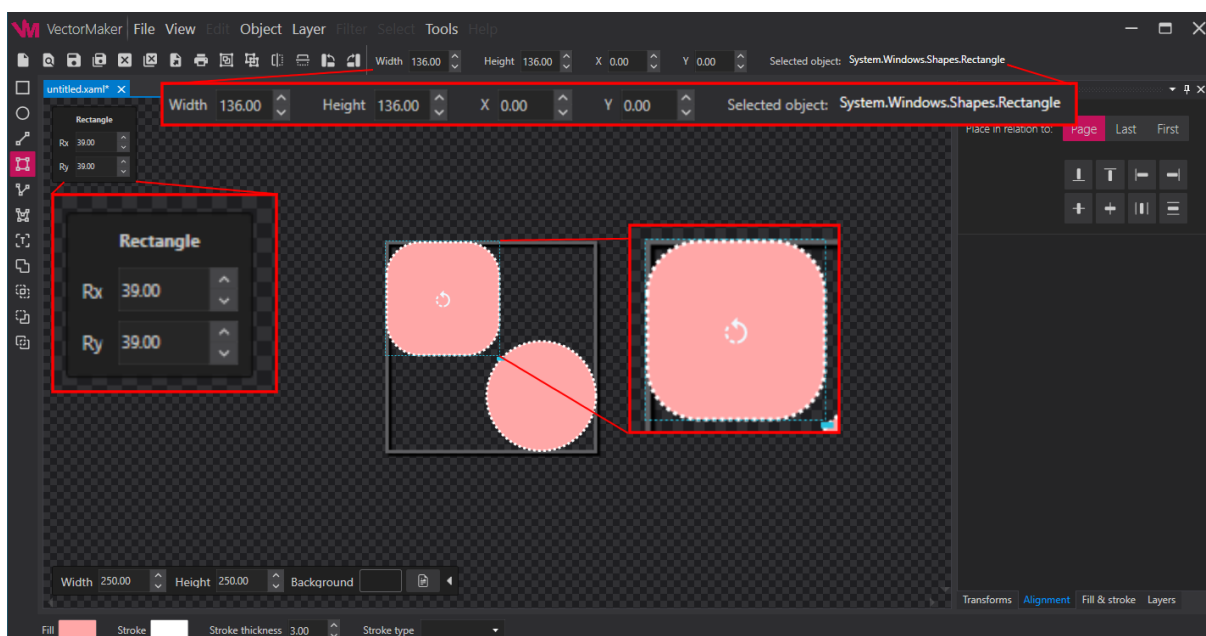 VectorMaker File View Edit Object Layer Filter Select Tools Help
Width 136.00 Height 136.00 X 0.00 Y 0.00 Selected object: System.Windows.Shapes.Rectangle
untitled.xaml*
Width 136.00 Height 136.00 X 0.00 Y 0.00 Selected object: System.Windows.Shapes.Rectangle
Rectangle
Rx 39.00
Ry 39.00
Place in relation to: Page Last First
Rectangle
Rx 39.00
Ry 39.00
Width 250.00 Height 250.00 Background
Transforms Alignment Fill & stroke Layers
Fill Stroke Stroke thickness 3.00 Stroke type